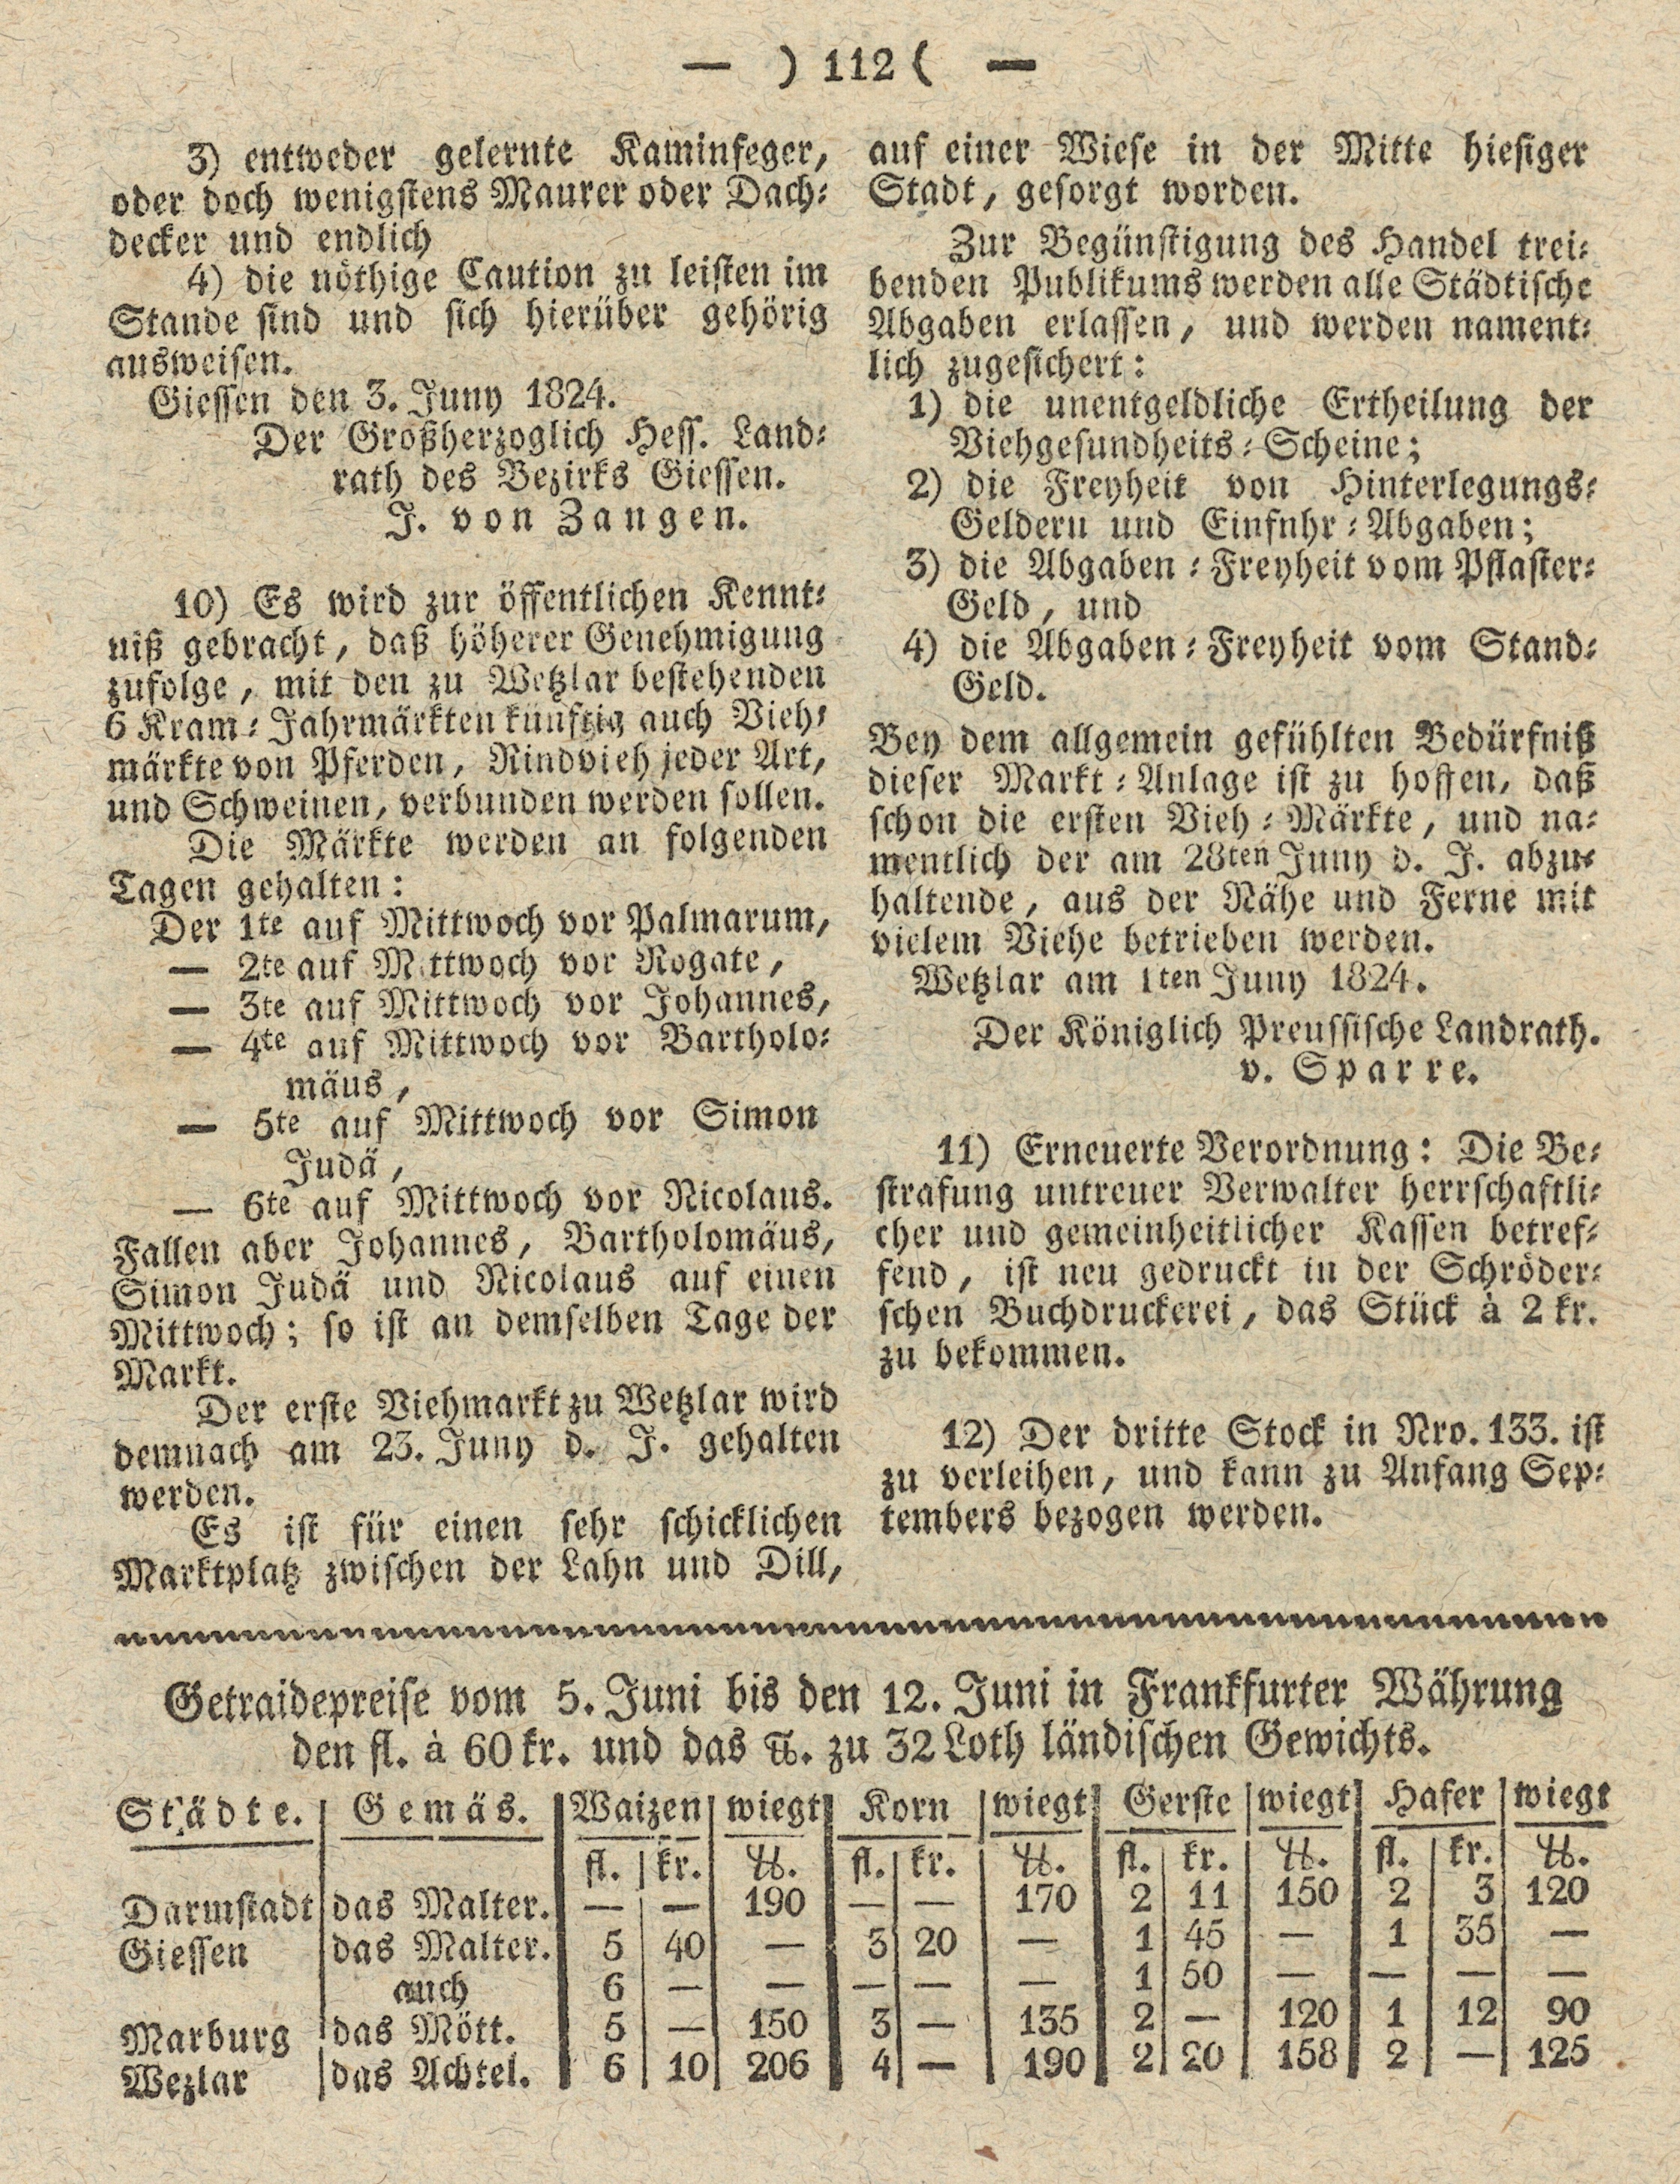 — ) 112 ( —
3) entweder gelernte Kaminfeger,
oder doch wenigstens Maurer oder Dach-
decker und endlich
4) die nöthige Caution zu leisten im
Stande sind und sich hierüber gehörig
ausweisen.
Giessen den 3. Juny 1824.
Der Großherzoglich Hess. Land-
rath des Bezirks Giessen.
J. von Zangen.
10) Es wird zur öffentlichen Kennt-
niß gebracht, daß höherer Genehmigung
zufolge, mit den zu Wetzlar bestehenden
6 Kram-Jahrmärkten künftig auch Vieh-
märkte von Pferden, Rindvieh jeder Art,
und Schweinen, verbunden werden sollen.
Die Märkte werden an folgenden
Tagen gehalten:
Der 1te auf Mittwoch vor Palmarum,
— 2te auf Mittwoch vor Rogate,
— 3te auf Mittwoch vor Johannes,
— 4te auf Mittwoch vor Bartholo-
mäus,
— 5te auf Mittwoch vor Simon
Judä,
— 6te auf Mittwoch vor Nicolaus.
Fallen aber Johannes, Bartholomäus,
Simon Judä und Nicolaus auf einen
Mittwoch; so ist an demselben Tage der
Markt.
Der erste Viehmarkt zu Wetzlar wird
demnach am 23. Juny d. J. gehalten
werden.
Es ist für einen sehr schicklichen
Marktplatz zwischen der Lahn und Dill,
auf einer Wiese in der Mitte hiesiger
Stadt, gesorgt worden.
Zur Begünstigung des Handel trei-
benden Publikums werden alle Städtische
Abgaben erlassen, und werden nament-
lich zugesichert:
1) die unentgeldliche Ertheilung der
Viehgesundheits-Scheine;
2) die Freyheit von Hinterlegungs-
Geldern und Einfnhr-Abgaben;
3) die Abgaben-Freyheit vom Pflaster-
Geld, und
4) die Abgaben-Freyheit vom Stand-
Geld.
Bey dem allgemein gefühlten Bedürfniß
dieser Markt-Anlage ist zu hoffen, daß
schon die ersten Vieh-Märkte, und na-
mentlich der am 28ten Juny d. J. abzu-
haltende, aus der Nähe und Ferne mit
vielem Viehe betrieben werden.
Wetzlar am 1ten Juny 1824.
Der Königlich Preussische Landrath.
v. Sparre.
11) Erneuerte Verordnung: Die Be-
strafung untreuer Verwalter herrschaftli-
cher und gemeinheitlicher Kassen betref-
fend, ist neu gedruckt in der Schröder-
schen Buchdruckerei, das Stück à 2 kr.
zu bekommen.
12) Der dritte Stock in Nro. 133. ist
zu verleihen, und kann zu Anfang Sep-
tembers bezogen werden.
Getraidepreise vom 5. Juni bis den 12. Juni in Frankfurter Währung
den fl. à 60 kr. und das ℔. zu 32 Loth ländischen Gewichts.
Städte. Gemäs. Waizen wiegt Korn wiegt Gerste wiegt Hafer wiegt
fl. kr. ℔. fl. kr. ℔. fl. kr. ℔. fl. kr. ℔.
Darmstadt das Malter. — — 190 — — 170 2 11 150 2 3 120
Giessen das Malter. 5 40 — 3 20 — 1 45 — 1 35 —
auch 6 — — — — — 1 50 — — — —
Marburg das Mött. 5 — 150 3 — 135 2 — 120 1 12 90
Wezlar das Achtel. 6 10 206 4 — 190 2 20 158 2 — 125